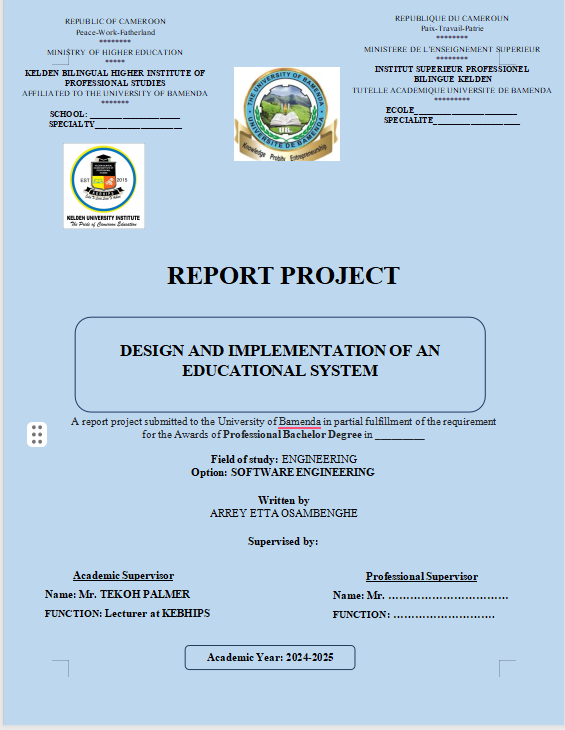 REPUBLIC OF CAMEROON
Peace-Work-Fatherland
********
MINISTRY OF HIGHER EDUCATION
*****
KELDEN BILINGUAL HIGHER INSTITUTE OF
PROFESSIONAL STUDIES
AFFILIATED TO THE UNIVERSITY OF BAMENDA
*******
SCHOOL: ____________________
SPECIALTY____________________
REPUBLIQUE DU CAMEROUN
Paix-Travail-Patrie
********
MINISTERE DE L'ENSEIGNEMENT SUPERIEUR
*********
INSTITUT SUPERIEUR PROFESSIONEL
BILINGUE KELDEN
TUTELLE ACADEMIQUE UNIVERSITE DE BAMENDA
*********
ECOLE_______________________
SPECIALITE____________________
THE UNIVERSITY OF BAMENDA
UNIVERSITE DE BAMENDA
Knowledge Probity Entrepreneurship
EST 2015
KEBHIPS
KELDEN UNIVERSITY INSTITUTE
The Pride of Cameroon Education
REPORT PROJECT
DESIGN AND IMPLEMENTATION OF AN
EDUCATIONAL SYSTEM
A report project submitted to the University of Bamenda in partial fulfillment of the requirement
for the Awards of Professional Bachelor Degree in _________
Field of study: ENGINEERING
Option: SOFTWARE ENGINEERING
Written by
ARREY ETTA OSAMBENGHE
Supervised by:
Academic Supervisor
Name: Mr. TEKOH PALMER
FUNCTION: Lecturer at KEBHIPS
Professional Supervisor
Name: Mr. ……………………………
FUNCTION: ……………………….
Academic Year: 2024-2025